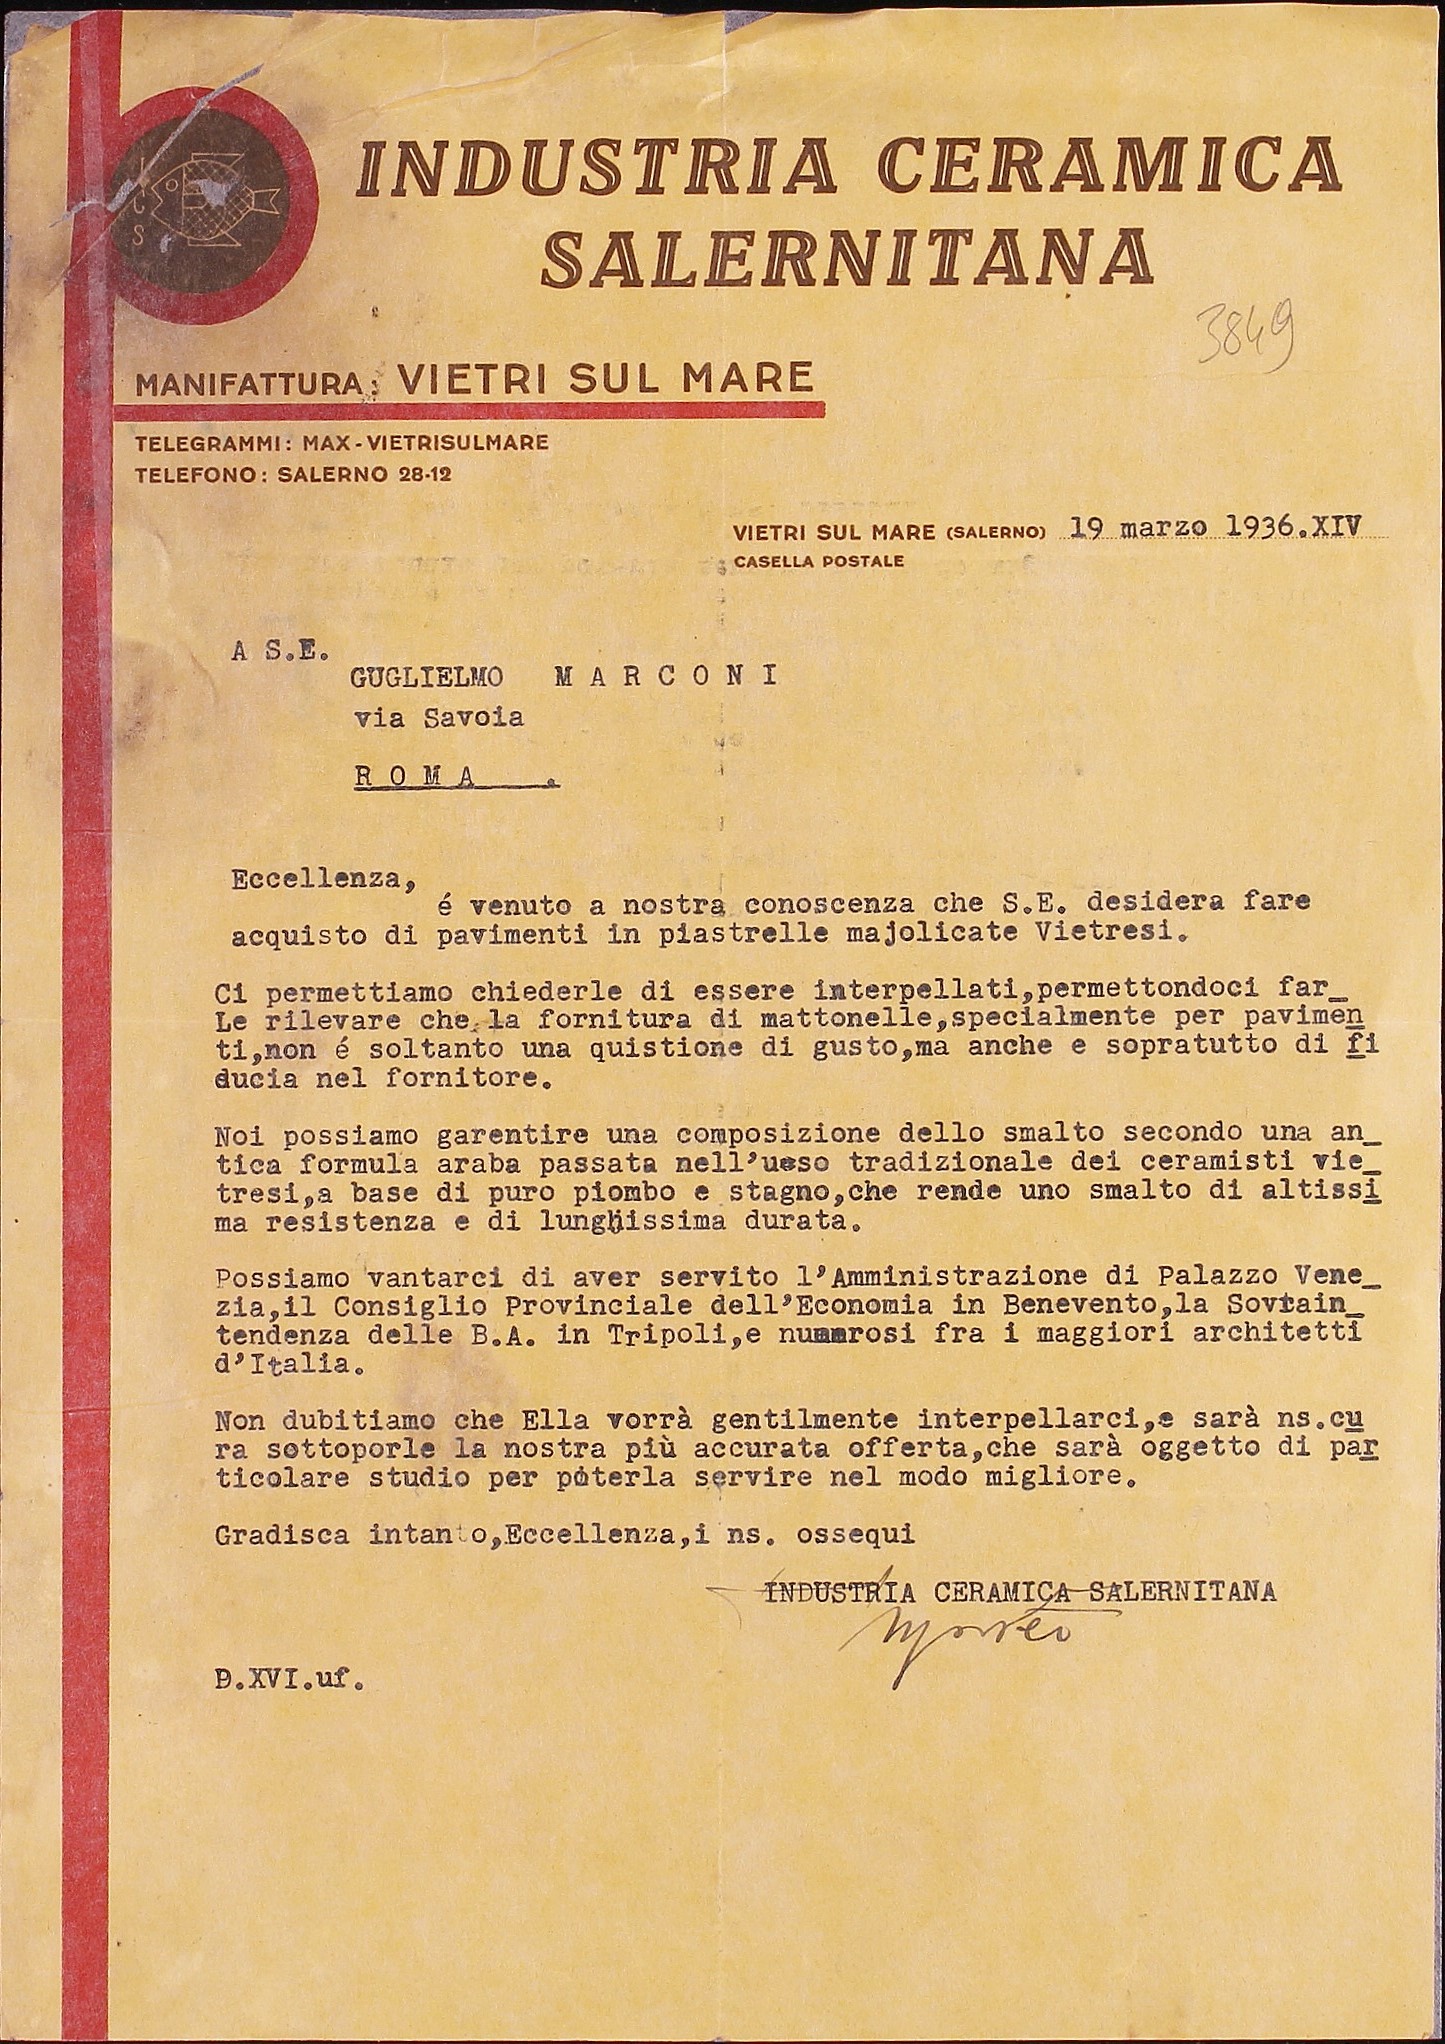 I
C
S
INDUSTRIA CERAMICA
SALERNITANA
3849
MANIFATTURA: VIETRI SUL MARE
TELEGRAMMI: MAX-VIETRISULMARE
TELEFONO: SALERNO 28-12
VIETRI SUL MARE (SALERNO) 19 marzo 1936.XIV
CASELLA POSTALE
A S.E.
GUGLIELMO M A R C O N I
via Savoia
R O M A .
Eccellenza,
é venuto a nostra conoscenza che S.E. desidera fare
acquisto di pavimenti in piastrelle majolicate Vietresi.
Ci permettiamo chiederle di essere interpellati,permettondoci far_
Le rilevare che la fornitura di mattonelle,specialmente per pavimen
ti,non é soltanto una quistione di gusto,ma anche e sopratutto di fi
ducia nel fornitore.
Noi possiamo garentire una composizione dello smalto secondo una an_
tica formula araba passata nell'usso tradizionale dei ceramisti vie_
tresi,a base di puro piombo e stagno,che rende uno smalto di altissi
ma resistenza e di lunghissima durata.
Possiamo vantarci di aver servito l'Amministrazione di Palazzo Vene_
zia,il Consiglio Provinciale dell'Economia in Benevento,la Sovtain_
tendenza delle B.A. in Tripoli,e numerosi fra i maggiori architetti
d'Italia.
Non dubitiamo che Ella vorrà gentilmente interpellarci,e sarà ns.cu
ra sottoporle la nostra più accurata offerta,che sarà oggetto di par
ticolare studio per poterla servire nel modo migliore.
Gradisca intanto,Eccellenza,i ns. ossequi
INDUSTRIA CERAMICA SALERNITANA
D.XVI.uf.